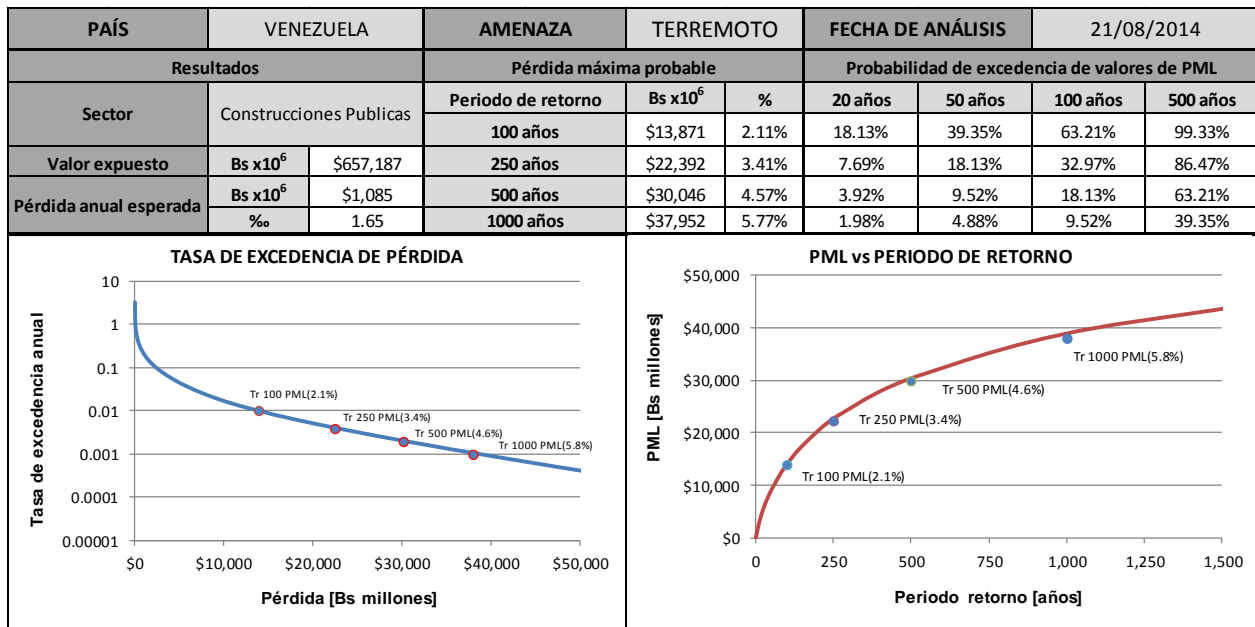 PAÍS VENEZUELA AMENAZA TERREMOTO FECHA DE ANÁLISIS 21/08/2014
Resultados Pérdida máxima probable Probabilidad de excedencia de valores de PML
Sector Construcciones Publicas Periodo de retorno Bs x10⁶ % 20 años 50 años 100 años 500 años
100 años $13,871 2.11% 18.13% 39.35% 63.21% 99.33%
Valor expuesto Bs x10⁶ $657,187 250 años $22,392 3.41% 7.69% 18.13% 32.97% 86.47%
Pérdida anual esperada Bs x10⁶ $1,085 500 años $30,046 4.57% 3.92% 9.52% 18.13% 63.21%
‰ 1.65 1000 años $37,952 5.77% 1.98% 4.88% 9.52% 39.35%
TASA DE EXCEDENCIA DE PÉRDIDA
Tasa de excedencia anual
10
1
0.1
0.01
0.001
0.0001
0.00001
Tr 100 PML(2.1%)
Tr 250 PML(3.4%)
Tr 500 PML(4.6%)
Tr 1000 PML(5.8%)
$0 $10,000 $20,000 $30,000 $40,000 $50,000
Pérdida [Bs millones]
PML vs PERIODO DE RETORNO
PML [Bs millones]
$50,000
$40,000
$30,000
$20,000
$10,000
$0
Tr 1000 PML(5.8%)
Tr 500 PML(4.6%)
Tr 250 PML(3.4%)
Tr 100 PML(2.1%)
0 250 500 750 1,000 1,250 1,500
Periodo retorno [años]